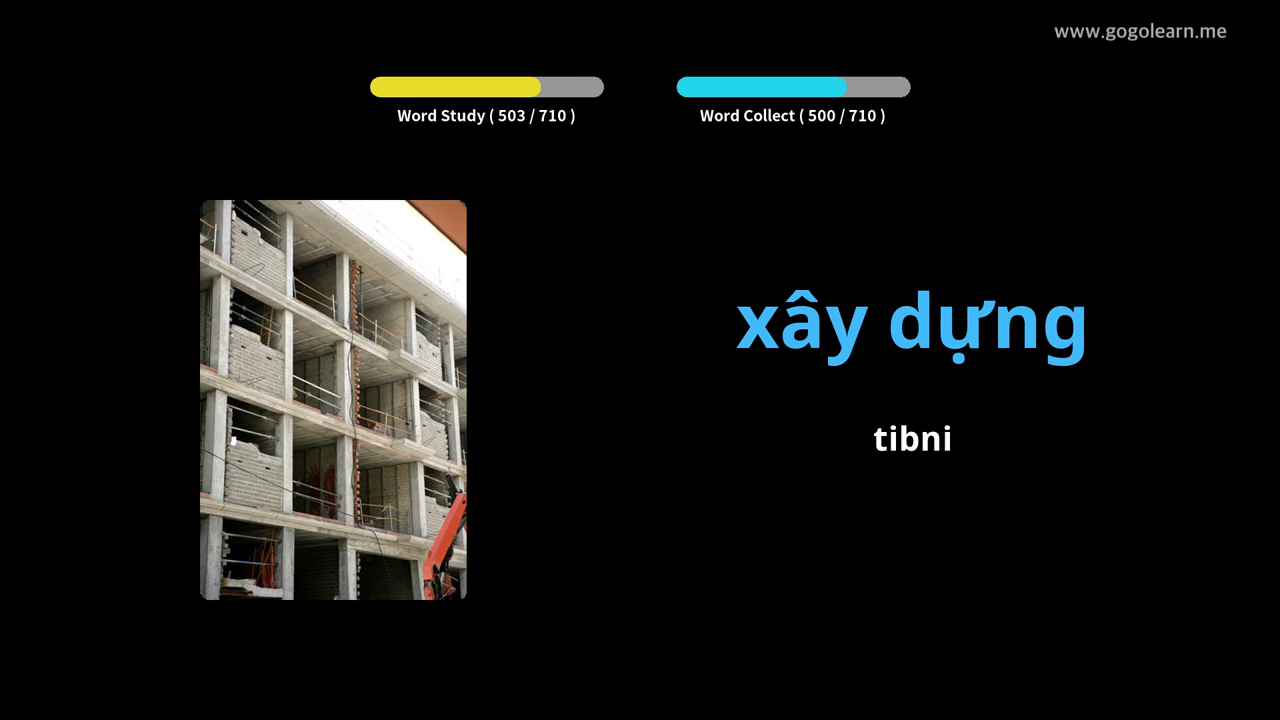 www.gogolearn.me
Word Study ( 503 / 710 )
Word Collect ( 500 / 710 )
xây dựng
tibni